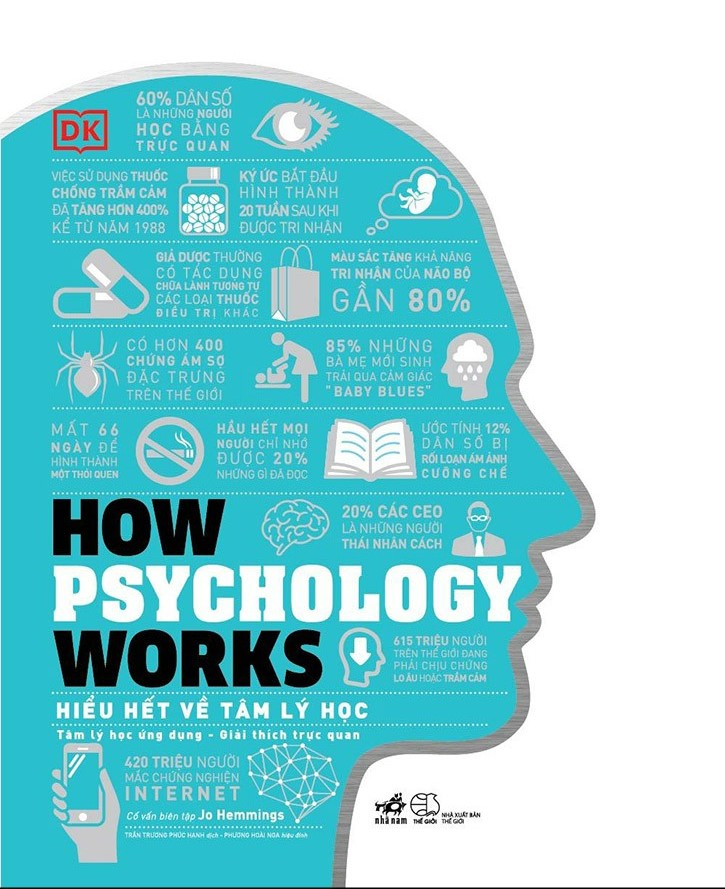 DK
60% DÂN SỐ
LÀ NHỮNG NGƯỜI
HỌC BẰNG
TRỰC QUAN
VIỆC SỬ DỤNG THUỐC
CHỐNG TRẦM CẢM
ĐÃ TĂNG HƠN 400%
KỂ TỪ NĂM 1988
KÝ ỨC BẮT ĐẦU
HÌNH THÀNH
20 TUẦN SAU KHI
ĐƯỢC TRI NHẬN
GIẢ DƯỢC THƯỜNG
CÓ TÁC DỤNG
CHỮA LÀNH TƯƠNG TỰ
CÁC LOẠI THUỐC
ĐIỀU TRỊ KHÁC
MÀU SẮC TĂNG KHẢ NĂNG
TRI NHẬN CỦA NÃO BỘ
GẦN 80%
CÓ HƠN 400
CHỨNG ÁM SỢ
ĐẶC TRƯNG
TRÊN THẾ GIỚI
85% NHỮNG
BÀ MẸ MỚI SINH
TRẢI QUA CẢM GIÁC
"BABY BLUES"
MẤT 66
NGÀY ĐỂ
HÌNH THÀNH
MỘT THÓI QUEN
HẦU HẾT MỌI
NGƯỜI CHỈ NHỚ
ĐƯỢC 20%
NHỮNG GÌ ĐÃ ĐỌC
ƯỚC TÍNH 12%
DÂN SỐ BỊ
RỐI LOẠN ÁM ẢNH
CƯỠNG CHẾ
20% CÁC CEO
LÀ NHỮNG NGƯỜI
THÁI NHÂN CÁCH
HOW
PSYCHOLOGY
WORKS
615 TRIỆU NGƯỜI
TRÊN THẾ GIỚI ĐANG
PHẢI CHỊU CHỨNG
LO ÂU HOẶC TRẦM CẢM
HIỂU HẾT VỀ TÂM LÝ HỌC
Tâm lý học ứng dụng - Giải thích trực quan
420 TRIỆU NGƯỜI
MẮC CHỨNG NGHIỆN
INTERNET
Cố vấn biên tập Jo Hemmings
TRẦN TRƯƠNG PHÚC HẠNH dịch - PHƯƠNG HOÀI NGA hiệu đính
nhã nam
THẾ GIỚI
NHÀ XUẤT BẢN
THẾ GIỚI